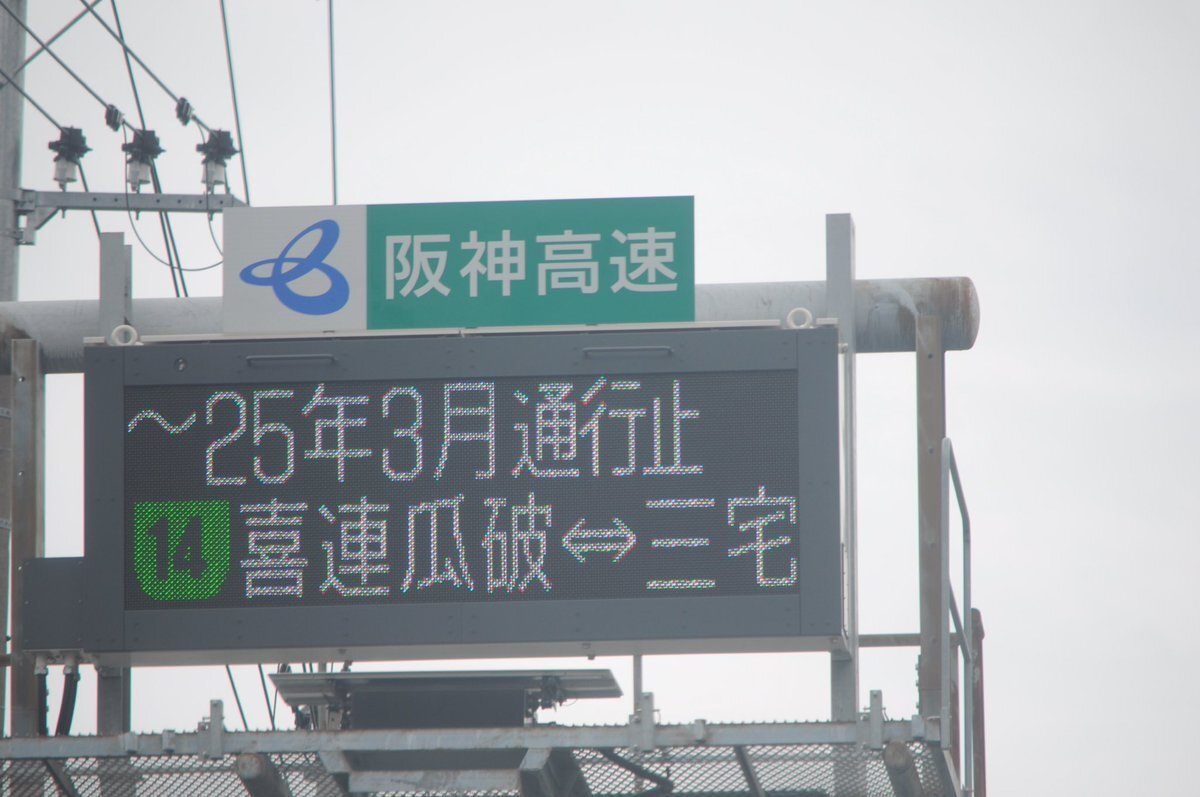 阪神高速
～25年3月通行止
14 喜連瓜破⇔三宅